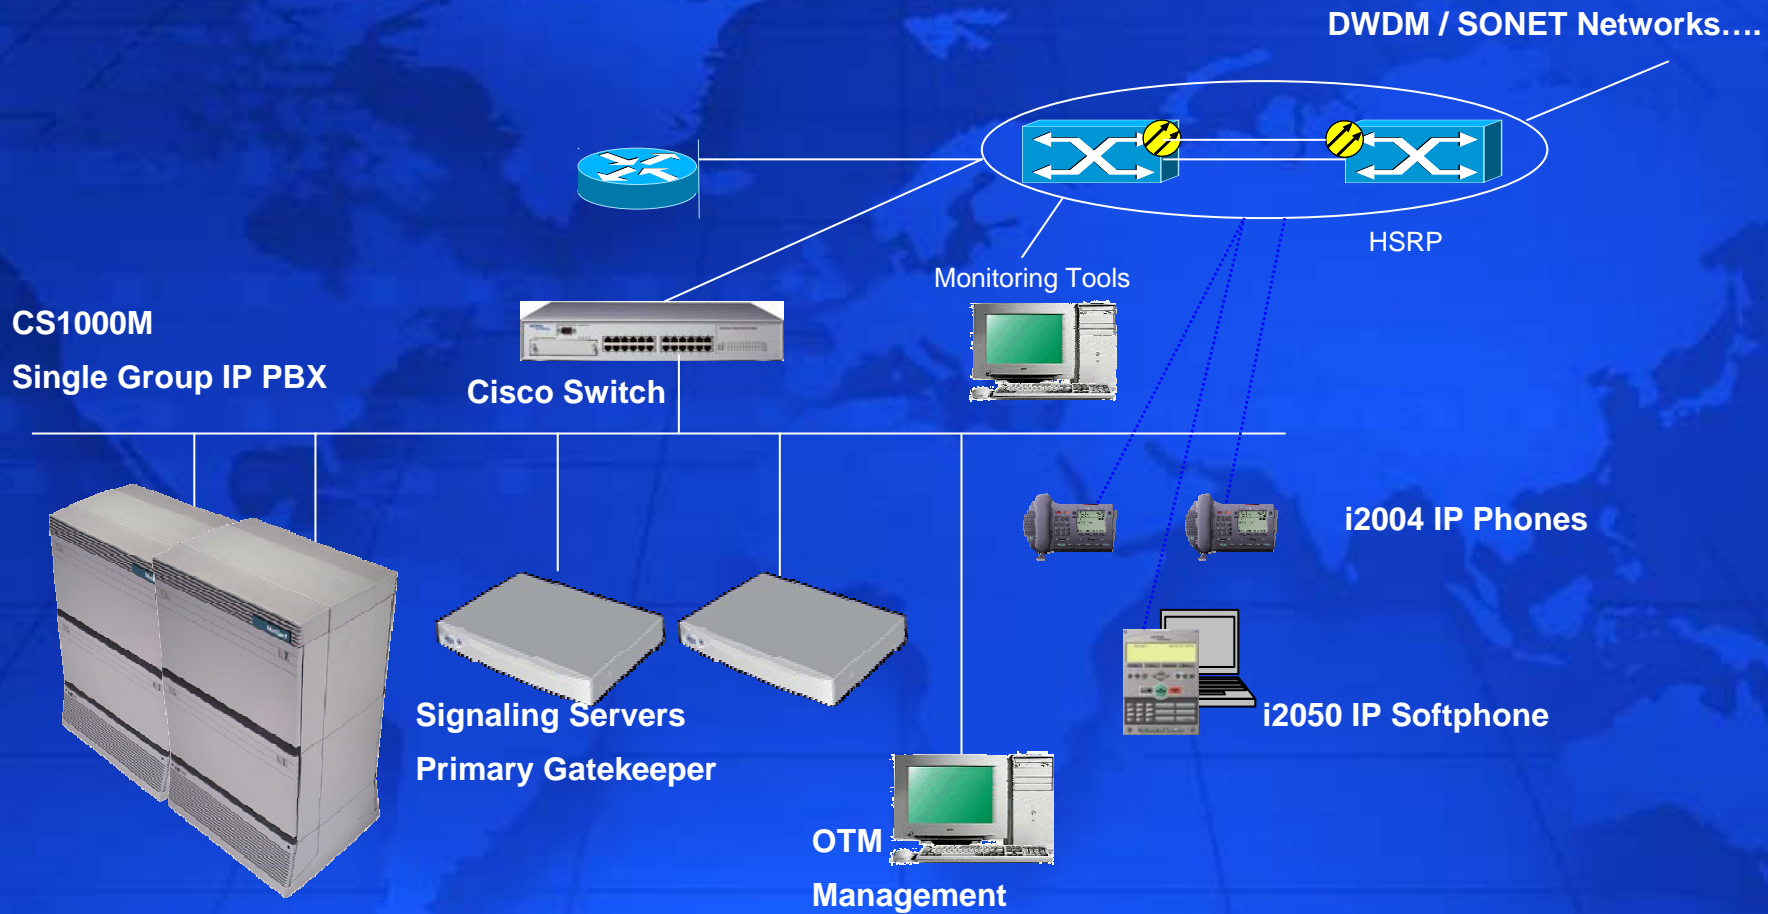 DWDM / SONET Networks....
HSRP
Monitoring Tools
CS1000M
Single Group IP PBX
Cisco Switch
i2004 IP Phones
i2050 IP Softphone
Signaling Servers
Primary Gatekeeper
OTM
Management